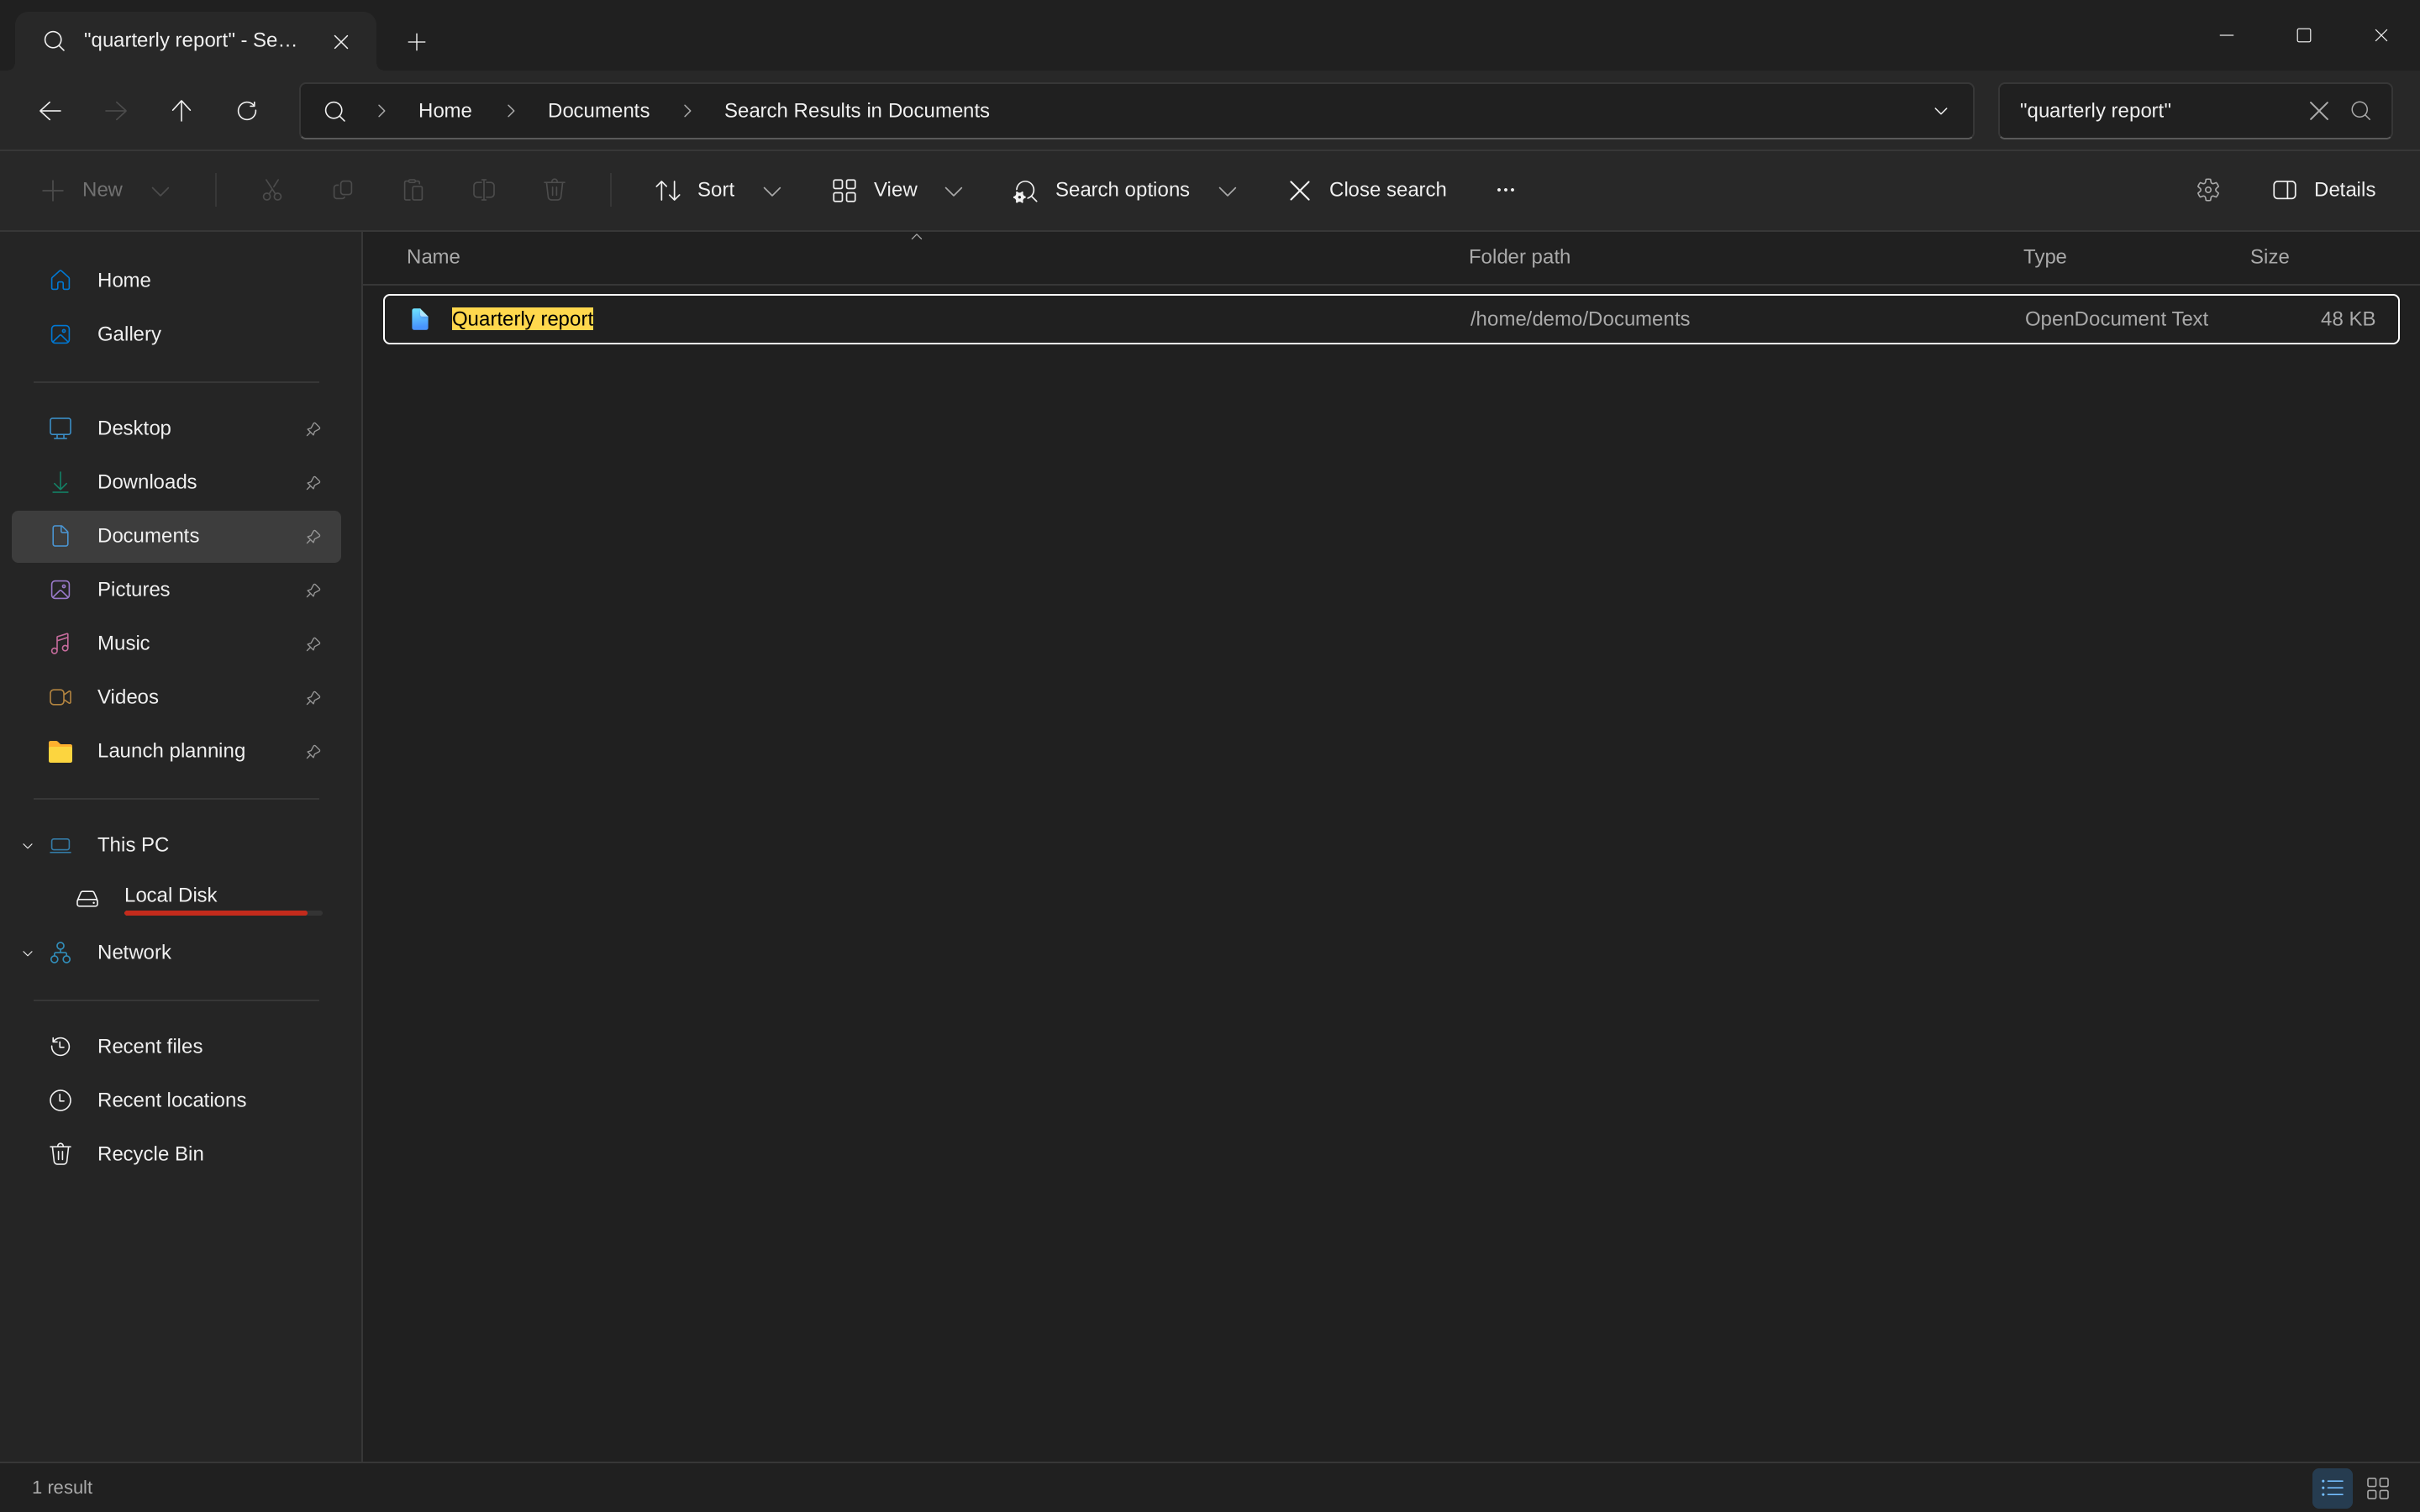 "quarterly report" - Se…
Home
Documents
Search Results in Documents
"quarterly report"
New
Sort
View
Search options
Close search
Details
Name
Folder path
Type
Size
Quarterly report
/home/demo/Documents
OpenDocument Text
48 KB
Home
Gallery
Desktop
Downloads
Documents
Pictures
Music
Videos
Launch planning
This PC
Local Disk
Network
Recent files
Recent locations
Recycle Bin
1 result